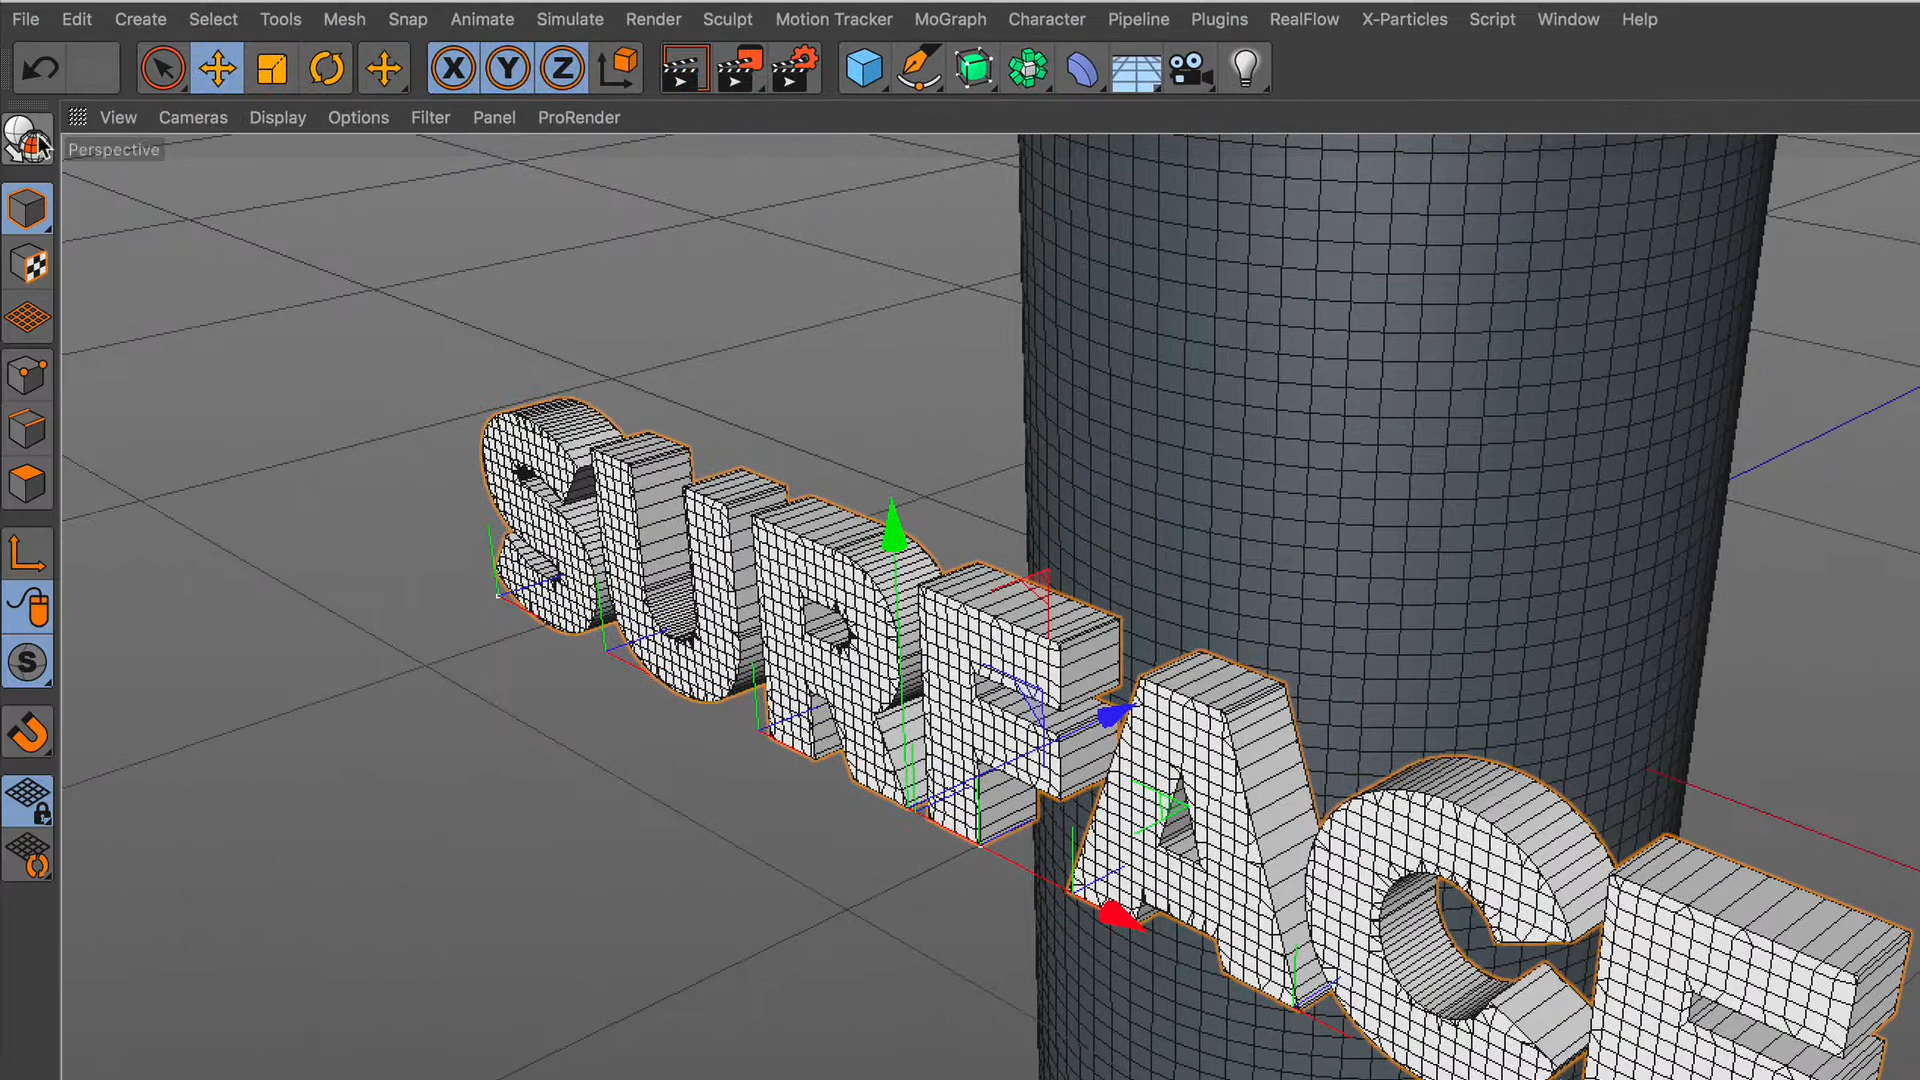 File Edit Create Select Tools Mesh Snap Animate Simulate Render Sculpt Motion Tracker MoGraph Character Pipeline Plugins RealFlow X-Particles Script Window Help
X Y Z
View Cameras Display Options Filter Panel ProRender
Perspective
S
SURFACE